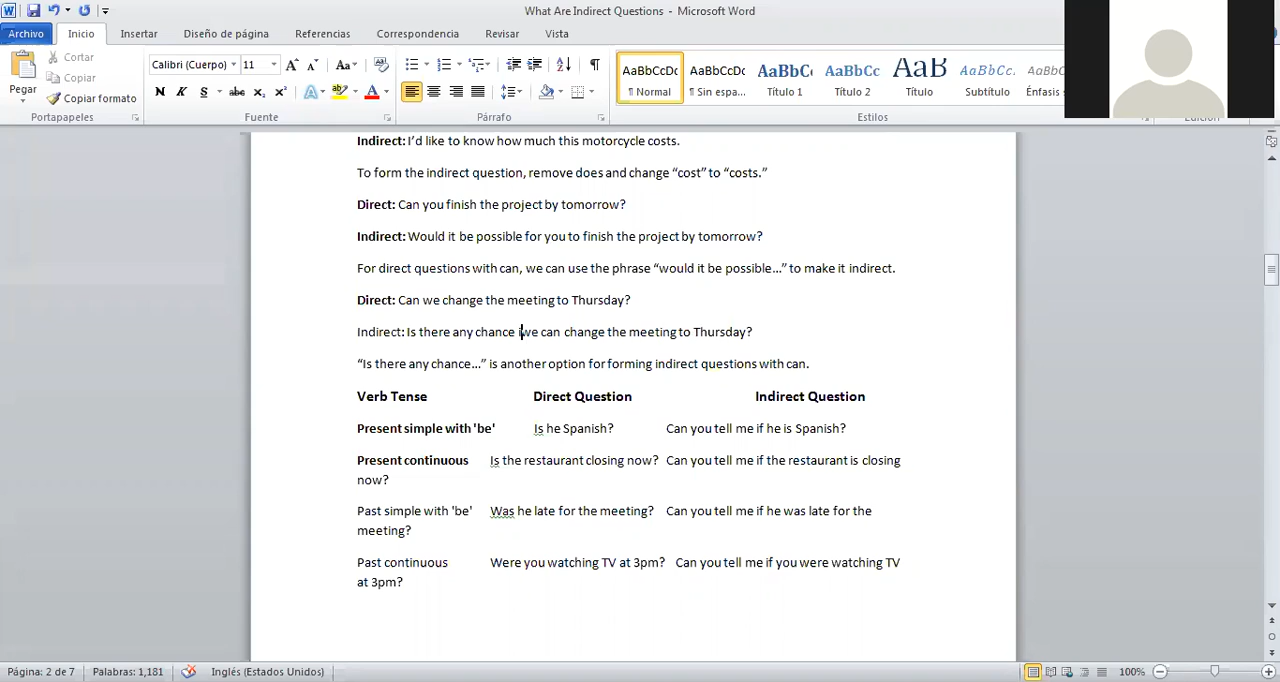 What Are Indirect Questions - Microsoft Word
Archivo Inicio Insertar Diseño de página Referencias Correspondencia Revisar Vista
Cortar
Copiar
Copiar formato
Pegar
Portapapeles
Calibri (Cuerpo) 11
N K S abc x₂ x²
Fuente
Párrafo
AaBbCcDc AaBbCcDc AaBbCc AaBbCc AaB AaBbCc. AaBbCc
¶ Normal ¶ Sin espa... Título 1 Título 2 Título Subtítulo Énfasis
Estilos
Indirect: I’d like to know how much this motorcycle costs.
To form the indirect question, remove does and change “cost” to “costs.”
Direct: Can you finish the project by tomorrow?
Indirect: Would it be possible for you to finish the project by tomorrow?
For direct questions with can, we can use the phrase “would it be possible…” to make it indirect.
Direct: Can we change the meeting to Thursday?
Indirect: Is there any chance we can change the meeting to Thursday?
“Is there any chance…” is another option for forming indirect questions with can.
Verb Tense Direct Question Indirect Question
Present simple with 'be' Is he Spanish? Can you tell me if he is Spanish?
Present continuous Is the restaurant closing now? Can you tell me if the restaurant is closing
now?
Past simple with 'be' Was he late for the meeting? Can you tell me if he was late for the
meeting?
Past continuous Were you watching TV at 3pm? Can you tell me if you were watching TV
at 3pm?
Página: 2 de 7 Palabras: 1,181 Inglés (Estados Unidos) 100%